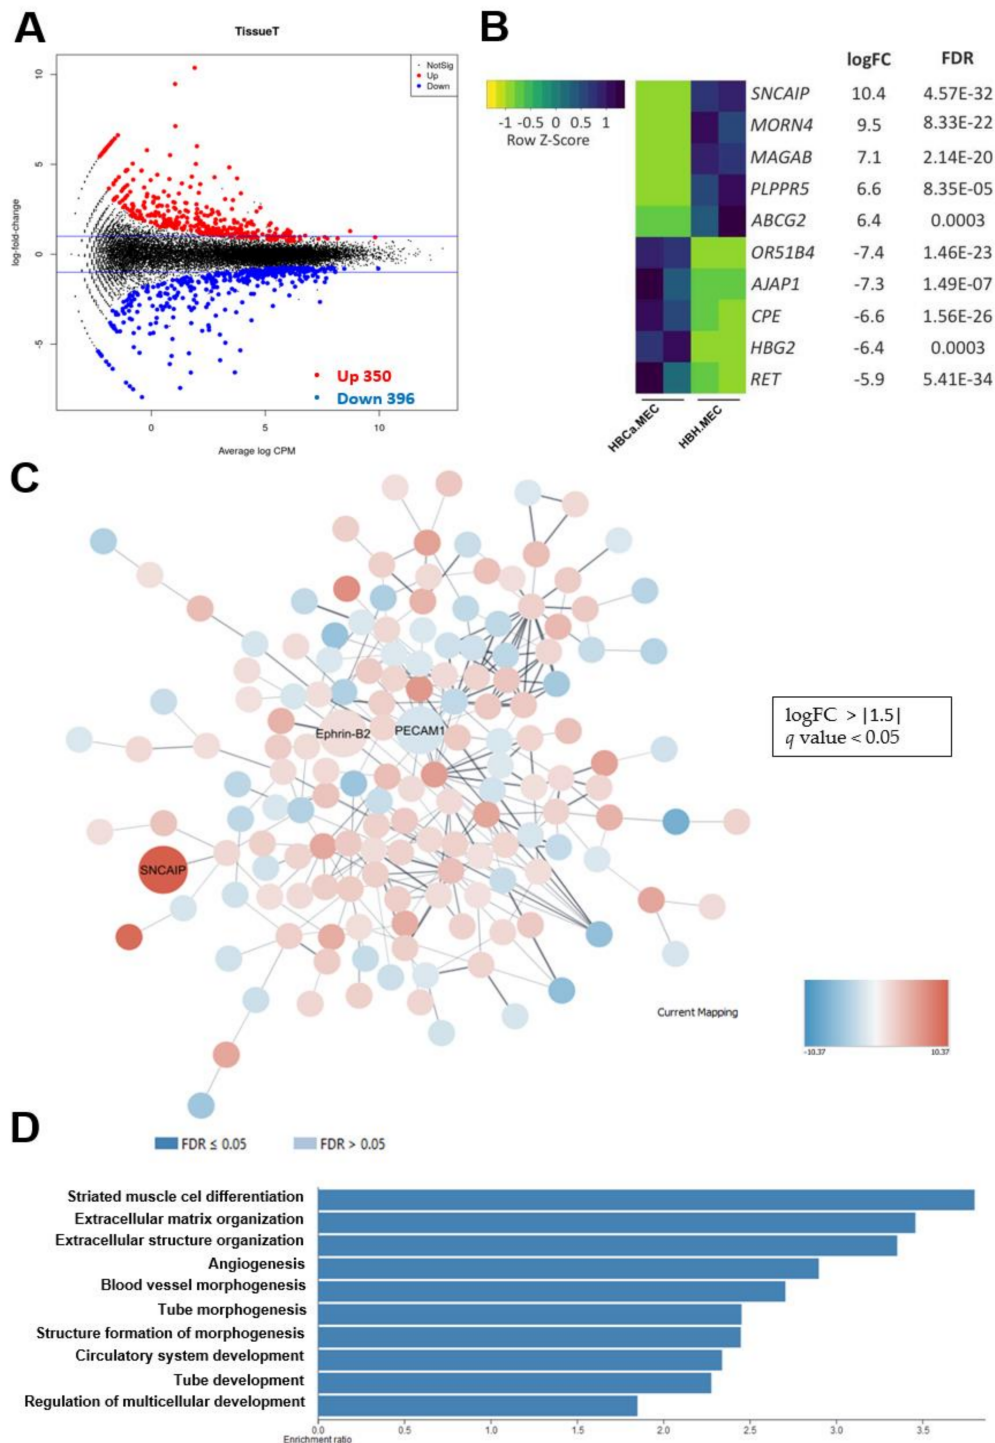 A
TissueT
NotSig
Up
Down
10
5
0
-5
log-fold-change
Up 350
Down 396
0 5 10
Average log CPM
B
logFC FDR
-1 -0.5 0 0.5 1
Row Z-Score
SNCAIP 10.4 4.57E-32
MORN4 9.5 8.33E-22
MAGAB 7.1 2.14E-20
PLPPR5 6.6 8.35E-05
ABCG2 6.4 0.0003
OR51B4 -7.4 1.46E-23
AJAP1 -7.3 1.49E-07
CPE -6.6 1.56E-26
HBG2 -6.4 0.0003
RET -5.9 5.41E-34
HBCa.MEC HBH.MEC
C
Ephrin-B2 PECAM1
SNCAIP
logFC > |1.5|
q value < 0.05
Current Mapping
-10.37 10.37
D
FDR ≤ 0.05 FDR > 0.05
Striated muscle cel differentiation
Extracellular matrix organization
Extracellular structure organization
Angiogenesis
Blood vessel morphogenesis
Tube morphogenesis
Structure formation of morphogenesis
Circulatory system development
Tube development
Regulation of multicellular development
0.0 0.5 1.0 1.5 2.0 2.5 3.0 3.5
Enrichment ratio